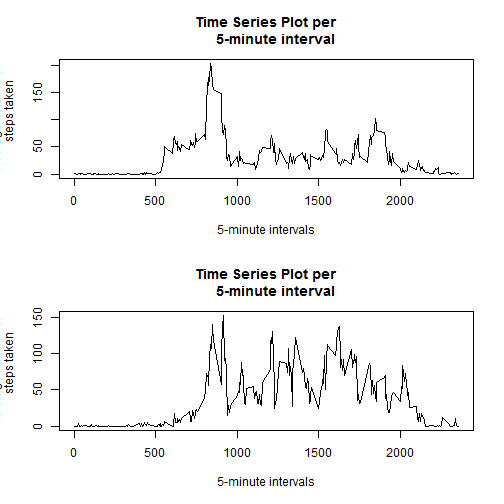 Time Series Plot per
5-minute interval
steps taken
0 50 150
0 500 1000 1500 2000
5-minute intervals
Time Series Plot per
5-minute interval
steps taken
0 50 100 150
0 500 1000 1500 2000
5-minute intervals